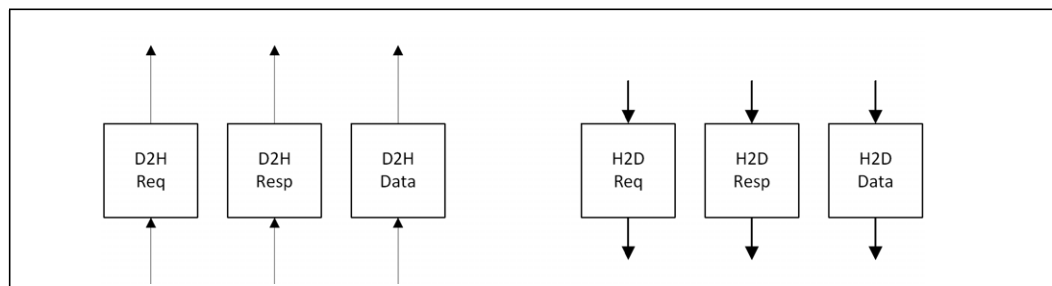 D2H
Req
D2H
Resp
D2H
Data
H2D
Req
H2D
Resp
H2D
Data